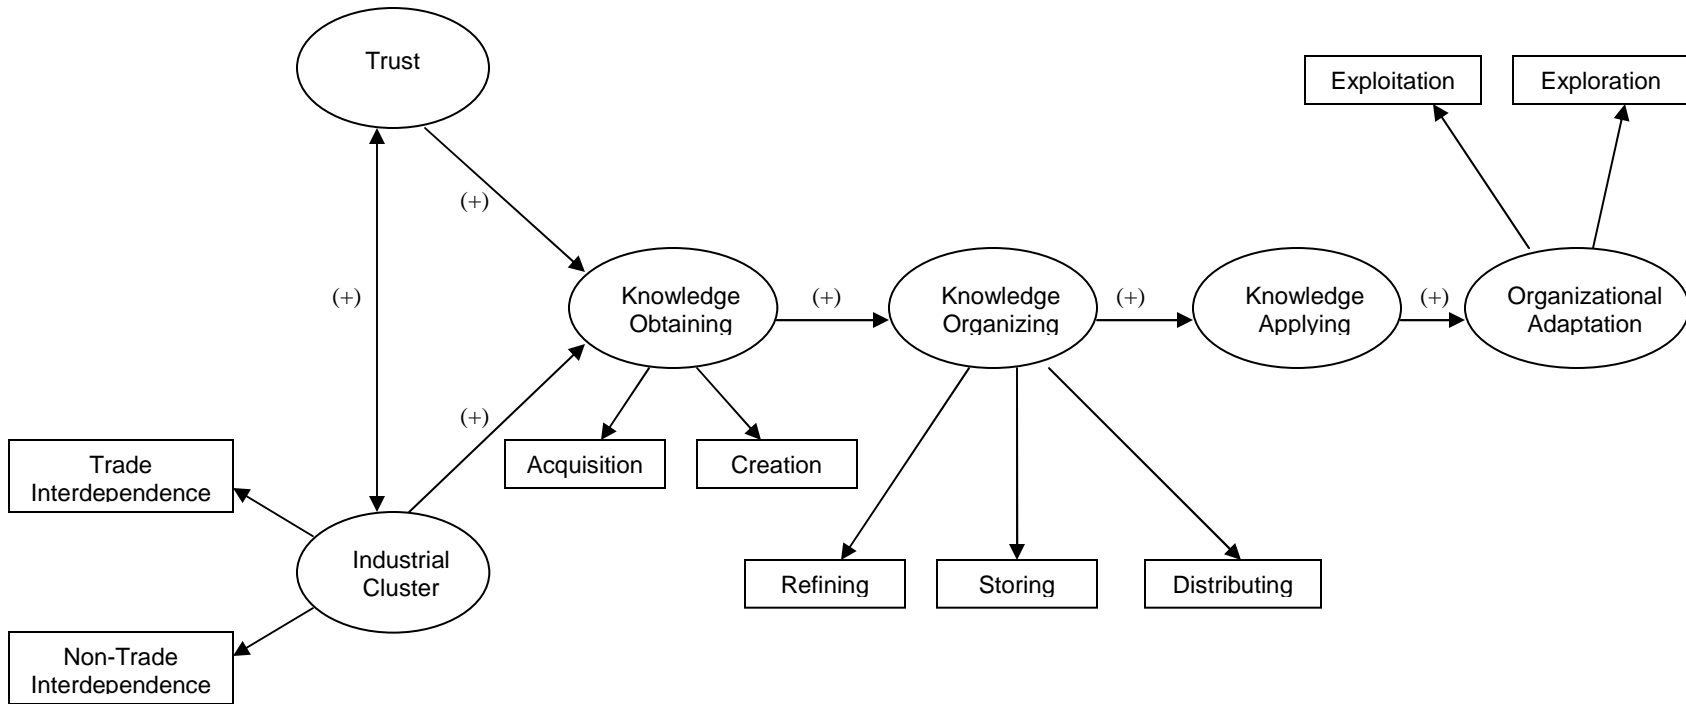 Trust
Exploitation
Exploration
(+)
(+)
Knowledge
Obtaining
(+)
Knowledge
Organizing
(+)
Knowledge
Applying
(+)
Organizational
Adaptation
(+)
Trade
Interdependence
Acquisition
Creation
Industrial
Cluster
Refining
Storing
Distributing
Non-Trade
Interdependence